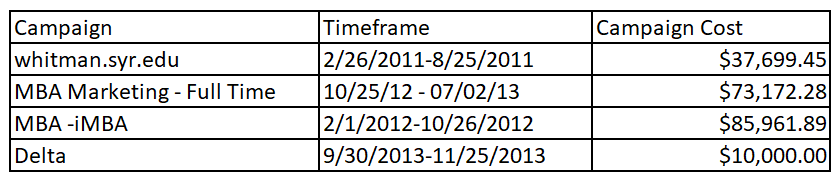 Campaign Timeframe Campaign Cost
whitman.syr.edu 2/26/2011-8/25/2011 $37,699.45
MBA Marketing - Full Time 10/25/12 - 07/02/13 $73,172.28
MBA -iMBA 2/1/2012-10/26/2012 $85,961.89
Delta 9/30/2013-11/25/2013 $10,000.00